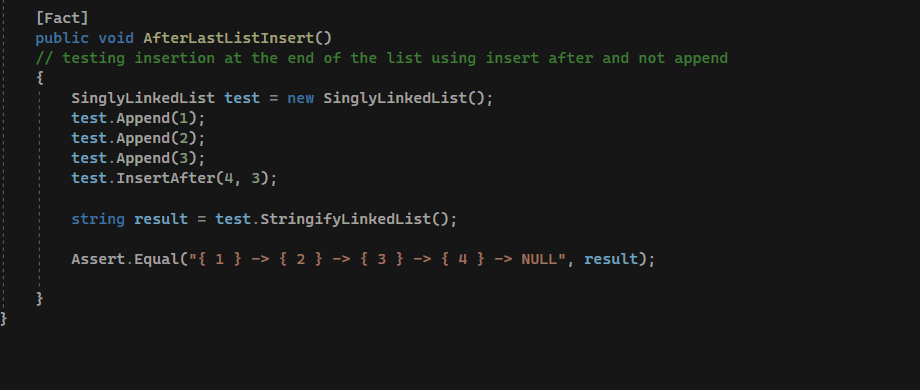 [Fact]
public void AfterLastListInsert()
// testing insertion at the end of the list using insert after and not append
{
SinglyLinkedList test = new SinglyLinkedList();
test.Append(1);
test.Append(2);
test.Append(3);
test.InsertAfter(4, 3);
string result = test.StringifyLinkedList();
Assert.Equal("{ 1 } -> { 2 } -> { 3 } -> { 4 } -> NULL", result);
}
}